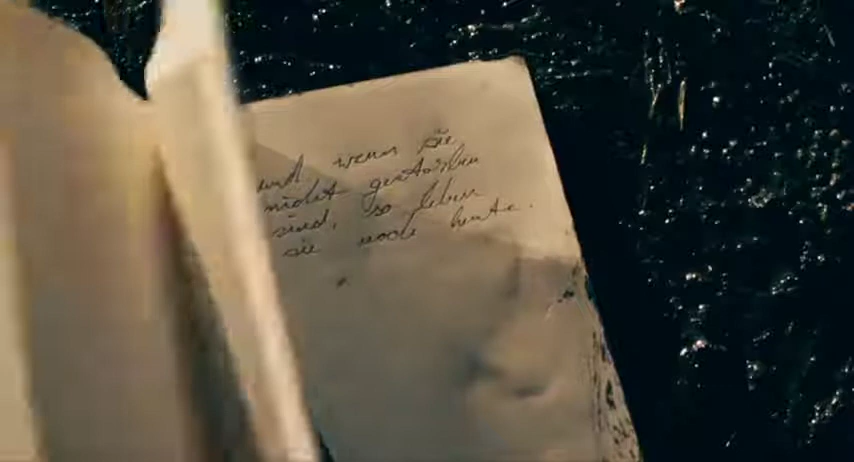 und wenn sie
nicht gestorben
sind, so leben
sie noch heute.